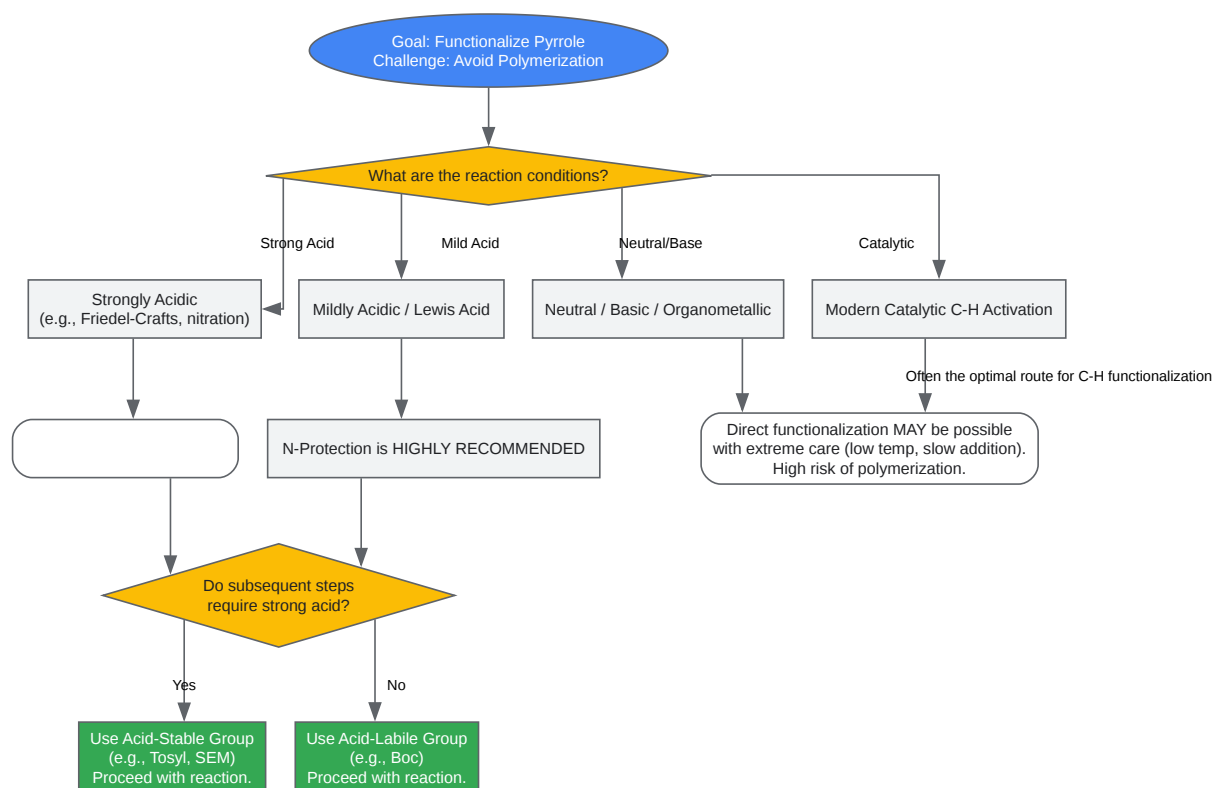 Goal: Functionalize Pyrrole
Challenge: Avoid Polymerization
What are the reaction conditions?
Strong Acid
Mild Acid
Neutral/Base
Catalytic
Strongly Acidic
(e.g., Friedel-Crafts, nitration)
Mildly Acidic / Lewis Acid
Neutral / Basic / Organometallic
Modern Catalytic C-H Activation
Often the optimal route for C-H functionalization
N-Protection is HIGHLY RECOMMENDED
Direct functionalization MAY be possible
with extreme care (low temp, slow addition).
High risk of polymerization.
Do subsequent steps
require strong acid?
Yes
No
Use Acid-Stable Group
(e.g., Tosyl, SEM)
Proceed with reaction.
Use Acid-Labile Group
(e.g., Boc)
Proceed with reaction.